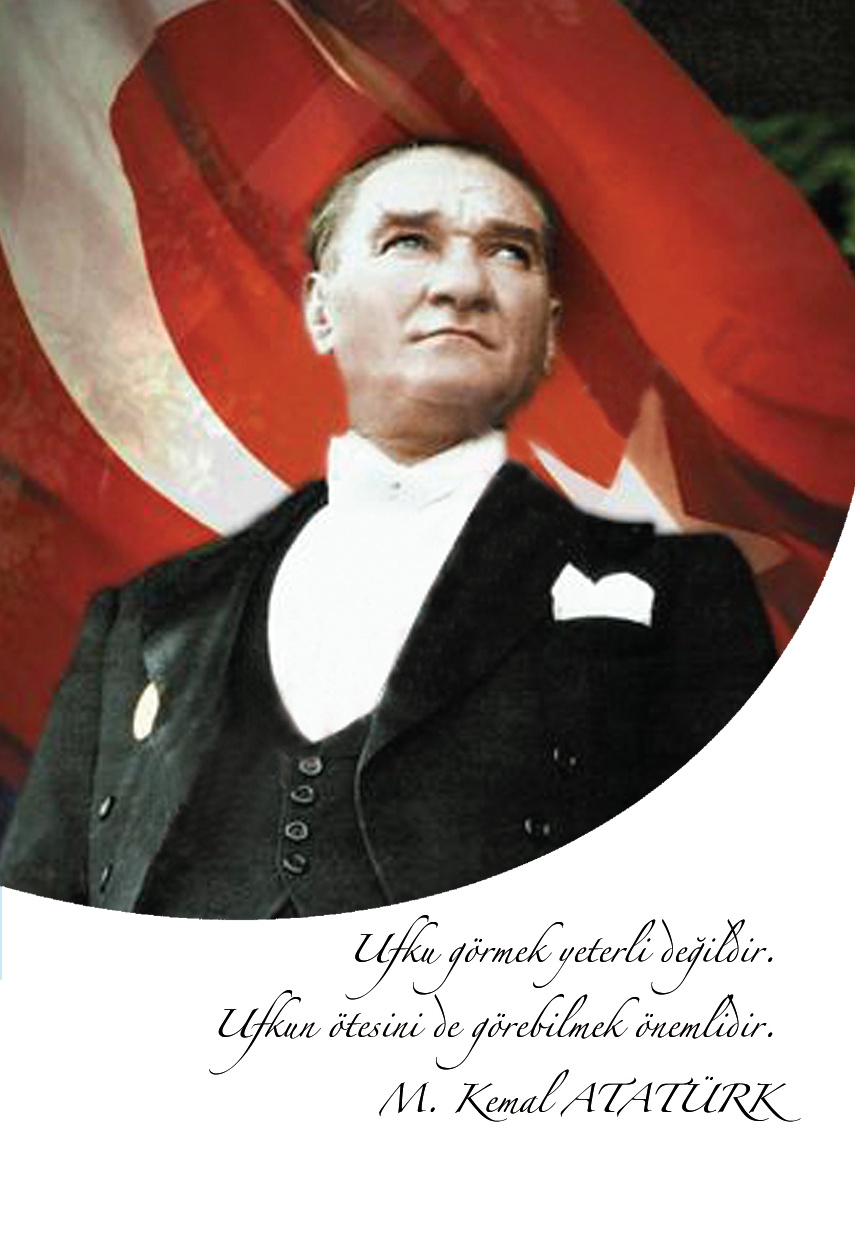 Ufku görmek yeterli değildir.
Ufkun ötesini de görebilmek önemlidir.
M. Kemal ATATÜRK